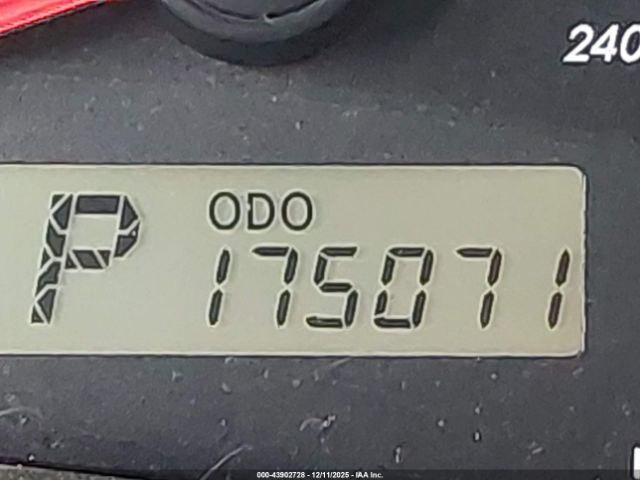 240
ODO
P 175071
000-43902728 - 12/11/2025 - IAA Inc.